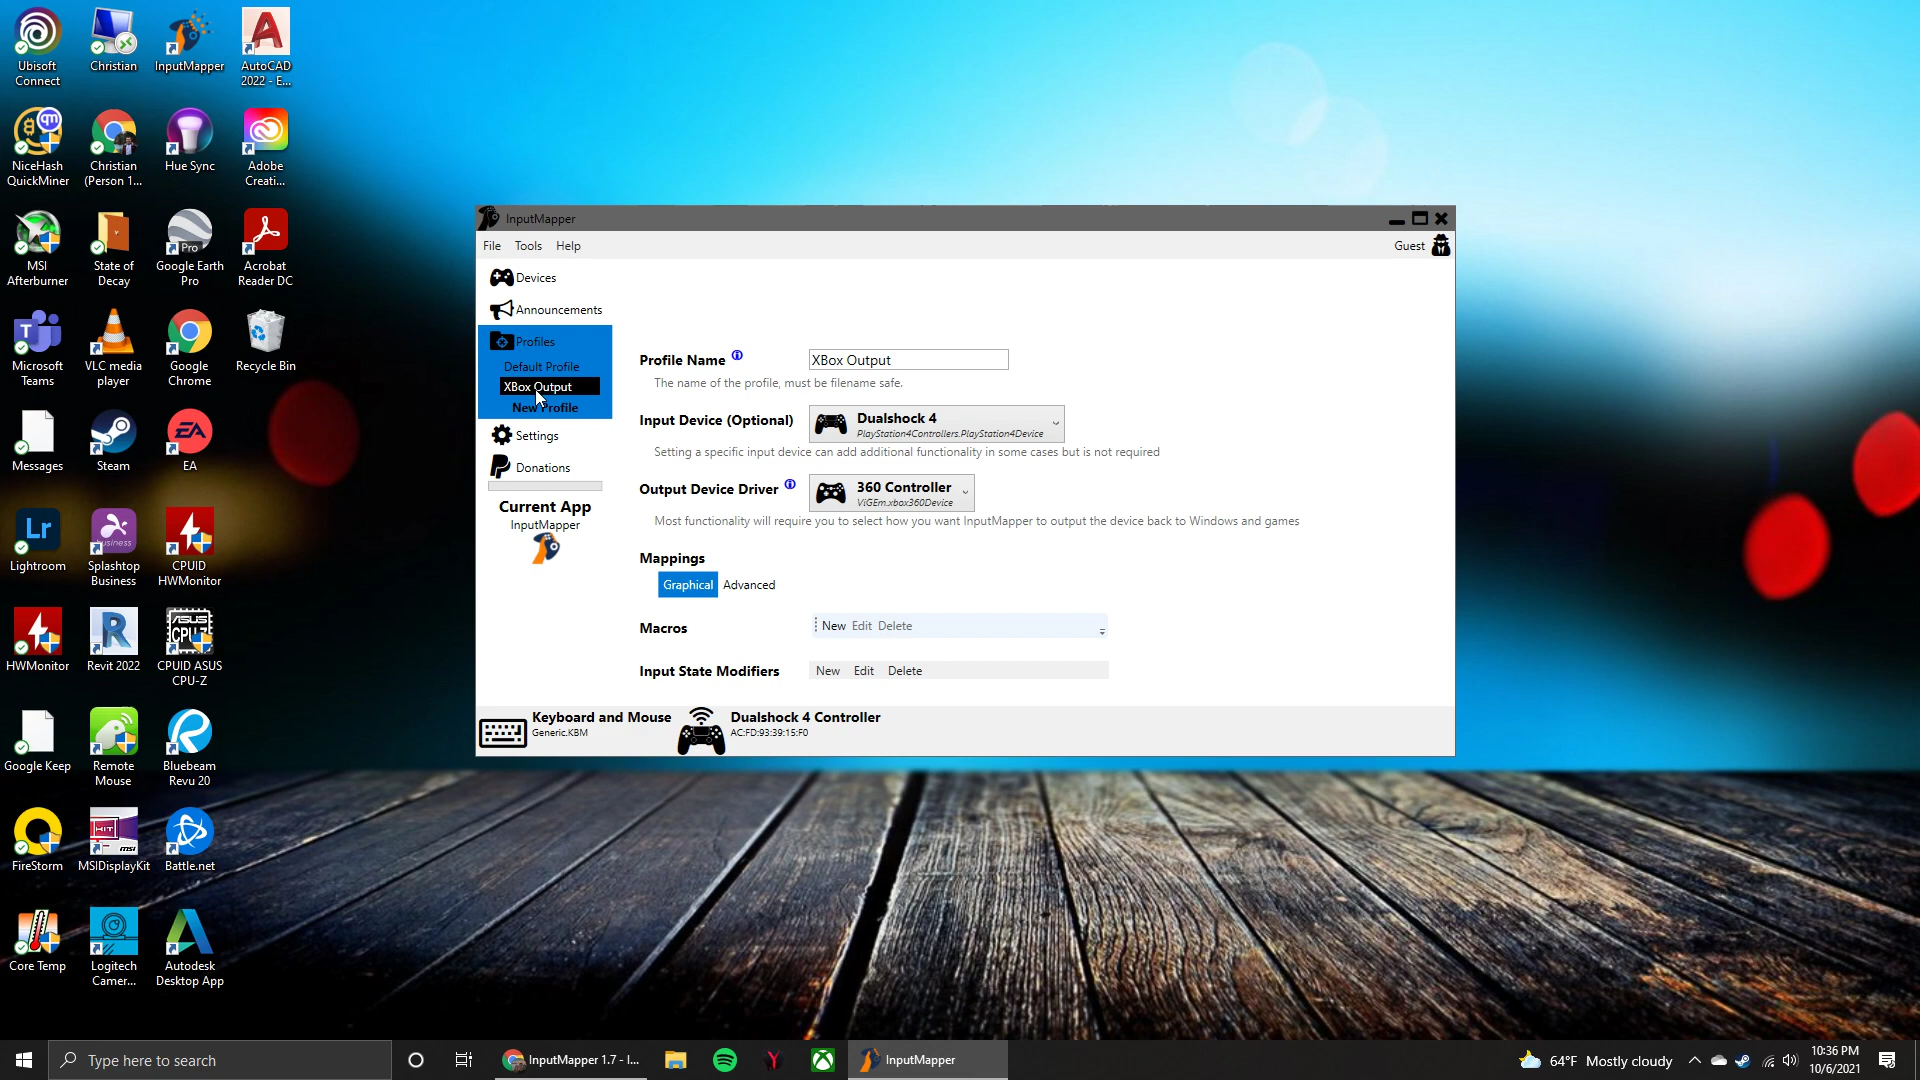 Ubisoft
Connect
Christian
InputMapper
AutoCAD
2022 - E...
NiceHash
QuickMiner
Christian
(Person 1...
Hue Sync
Adobe
Creati...
MSI
Afterburner
State of
Decay
Pro
Google Earth
Pro
Acrobat
Reader DC
Microsoft
Teams
VLC media
player
Google
Chrome
Recycle Bin
Messages
Steam
EA
EA
Lr
Lightroom
business
Splashtop
Business
CPUID
HWMonitor
HWMonitor
R
Revit 2022
ASUS
CPU-Z
CPUID ASUS
CPU-Z
Google Keep
Remote
Mouse
Bluebeam
Revu 20
FireStorm
KIT
msi
MSIDisplayKit
Battle.net
Core Temp
Logitech
Camer...
Autodesk
Desktop App
InputMapper
File Tools Help
Guest
Devices
Announcements
Profiles
Default Profile
XBox Output
New Profile
Settings
Donations
Current App
InputMapper
Profile Name
XBox Output
The name of the profile, must be filename safe.
Input Device (Optional)
Dualshock 4
PlayStation4Controllers.PlayStation4Device
Setting a specific input device can add additional functionality in some cases but is not required
Output Device Driver
360 Controller
ViGEm.xbox360Device
Most functionality will require you to select how you want InputMapper to output the device back to Windows and games
Mappings
Graphical Advanced
Macros
New Edit Delete
Input State Modifiers
New Edit Delete
Keyboard and Mouse
Generic.KBM
Dualshock 4 Controller
AC:FD:93:39:15:F0
Type here to search
InputMapper 1.7 - I...
InputMapper
64°F Mostly cloudy
10:36 PM
10/6/2021